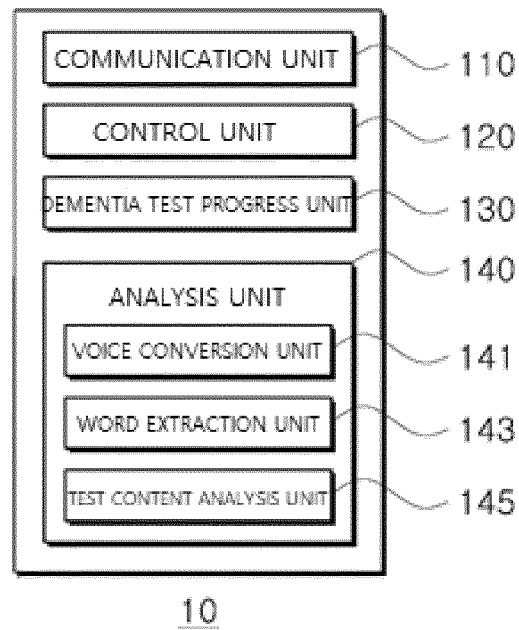 COMMUNICATION UNIT 110
CONTROL UNIT 120
DEMENTIA TEST PROGRESS UNIT 130
140
ANALYSIS UNIT
VOICE CONVERSION UNIT 141
WORD EXTRACTION UNIT 143
TEST CONTENT ANALYSIS UNIT 145
10